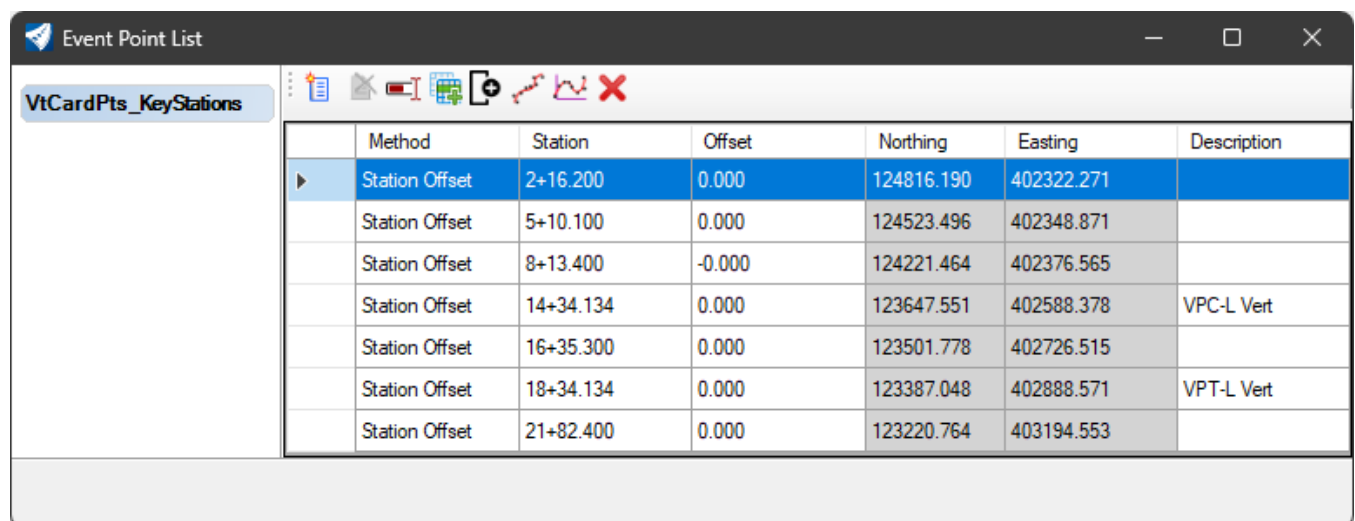 Event Point List
VtCardPts_KeyStations
Method Station Offset Northing Easting Description
Station Offset 2+16.200 0.000 124816.190 402322.271
Station Offset 5+10.100 0.000 124523.496 402348.871
Station Offset 8+13.400 -0.000 124221.464 402376.565
Station Offset 14+34.134 0.000 123647.551 402588.378 VPC-L Vert
Station Offset 16+35.300 0.000 123501.778 402726.515
Station Offset 18+34.134 0.000 123387.048 402888.571 VPT-L Vert
Station Offset 21+82.400 0.000 123220.764 403194.553